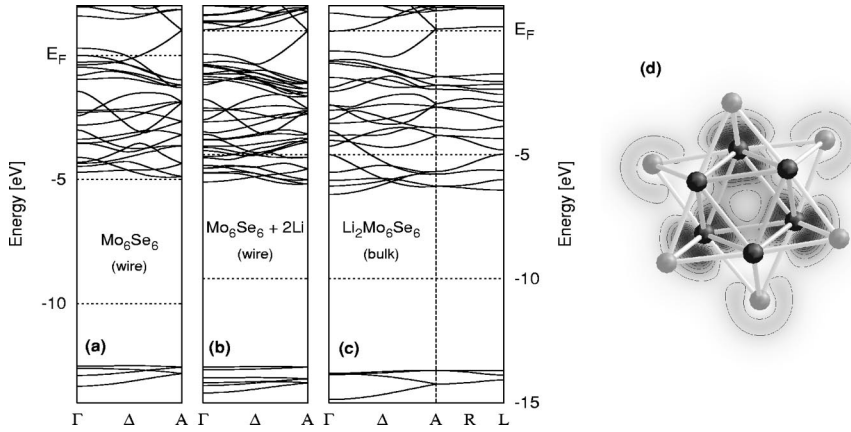 E_F
-5
-10
Energy [eV]
Mo₆Se₆
(wire)
(a)
Γ Δ A
Mo₆Se₆ + 2Li
(wire)
(b)
Γ Δ A
Li₂Mo₆Se₆
(bulk)
(c)
Γ Δ A R L
E_F
-5
-10
-15
Energy [eV]
(d)